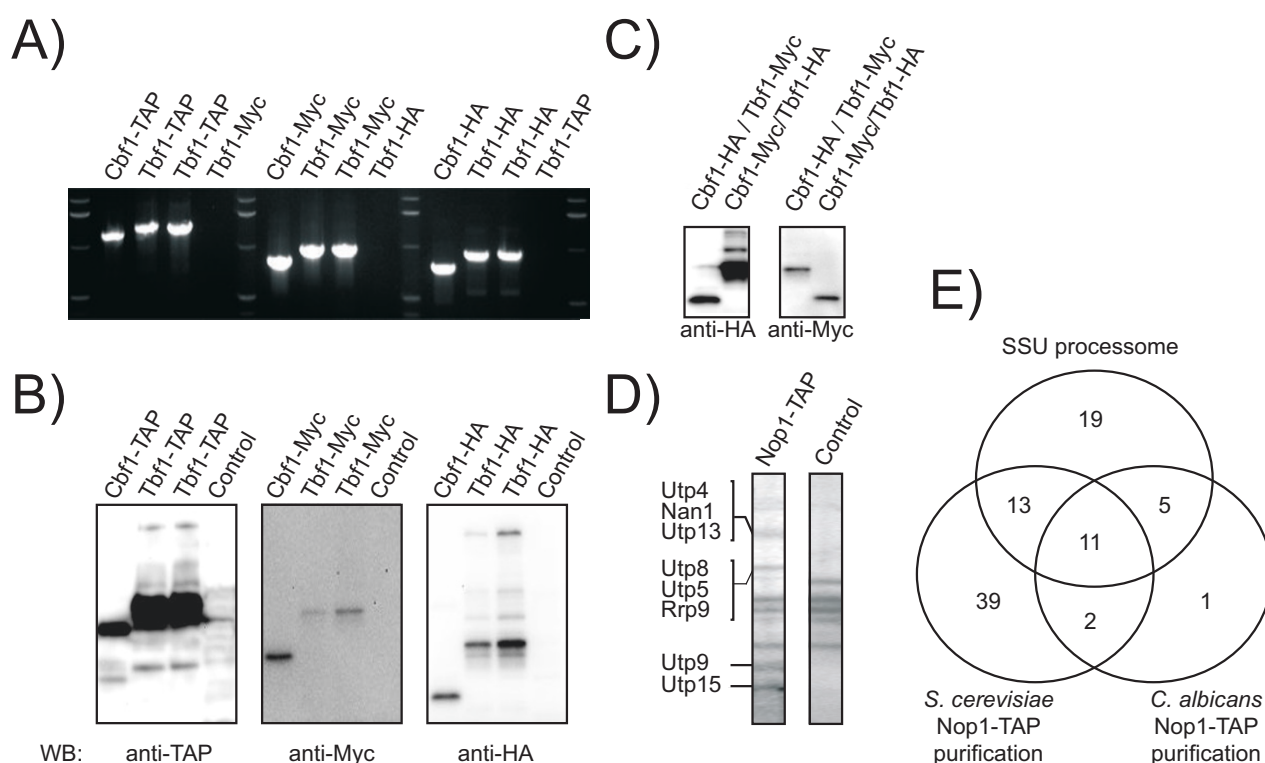 A)
Cbf1-TAP
Tbf1-TAP
Tbf1-TAP
Tbf1-Myc
Cbf1-Myc
Tbf1-Myc
Tbf1-Myc
Tbf1-HA
Cbf1-HA
Tbf1-HA
Tbf1-HA
Tbf1-TAP
B)
Cbf1-TAP
Tbf1-TAP
Tbf1-TAP
Control
Cbf1-Myc
Tbf1-Myc
Tbf1-Myc
Control
Cbf1-HA
Tbf1-HA
Tbf1-HA
Control
WB:
anti-TAP
anti-Myc
anti-HA
C)
Cbf1-HA / Tbf1-Myc
Cbf1-Myc/Tbf1-HA
Cbf1-HA / Tbf1-Myc
Cbf1-Myc/Tbf1-HA
anti-HA
anti-Myc
D)
Nop1-TAP
Control
Utp4
Nan1
Utp13
Utp8
Utp5
Rrp9
Utp9
Utp15
E)
SSU processome
19
13
5
11
39
2
1
S. cerevisiae
Nop1-TAP
purification
C. albicans
Nop1-TAP
purification